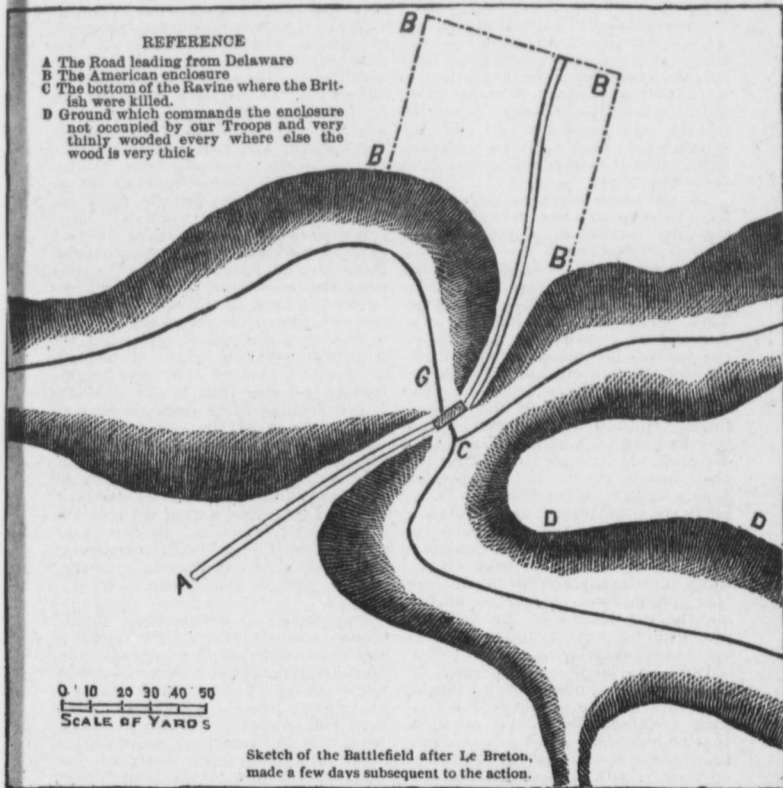 REFERENCE
A The Road leading from Delaware
B The American enclosure
C The bottom of the Ravine where the Brit-
ish were killed.
D Ground which commands the enclosure
not occupied by our Troops and very
thinly wooded every where else the
wood is very thick
B
B
B
B
G
C
D D
A
0 10 20 30 40 50
SCALE OF YARDS
Sketch of the Battlefield after Le Breton,
made a few days subsequent to the action.